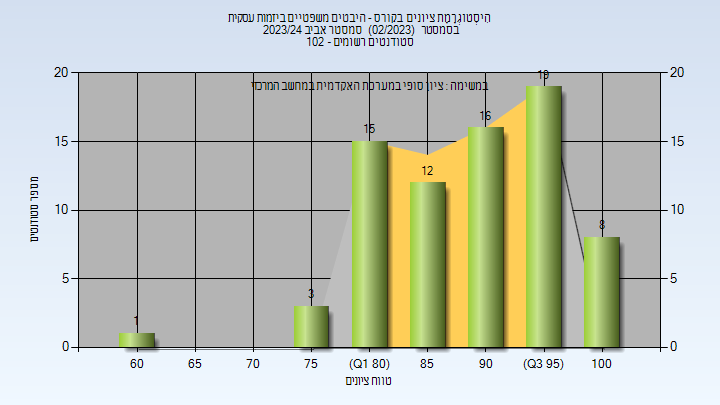 היסטוגרמת ציונים בקורס - היבטים משפטיים ביזמות עסקית
בסמסטר (02/2023) סמסטר אביב 2023/24
סטודנטים רשומים - 102
במשימה : ציון סופי במערכת האקדמית במחשב המרכזי
20 20
15 15
10 10
5 5
0 0
מספר סטודנטים
1 3 15 12 16 19 8
60 65 70 75 (Q1 80) 85 90 (Q3 95) 100
טווח ציונים